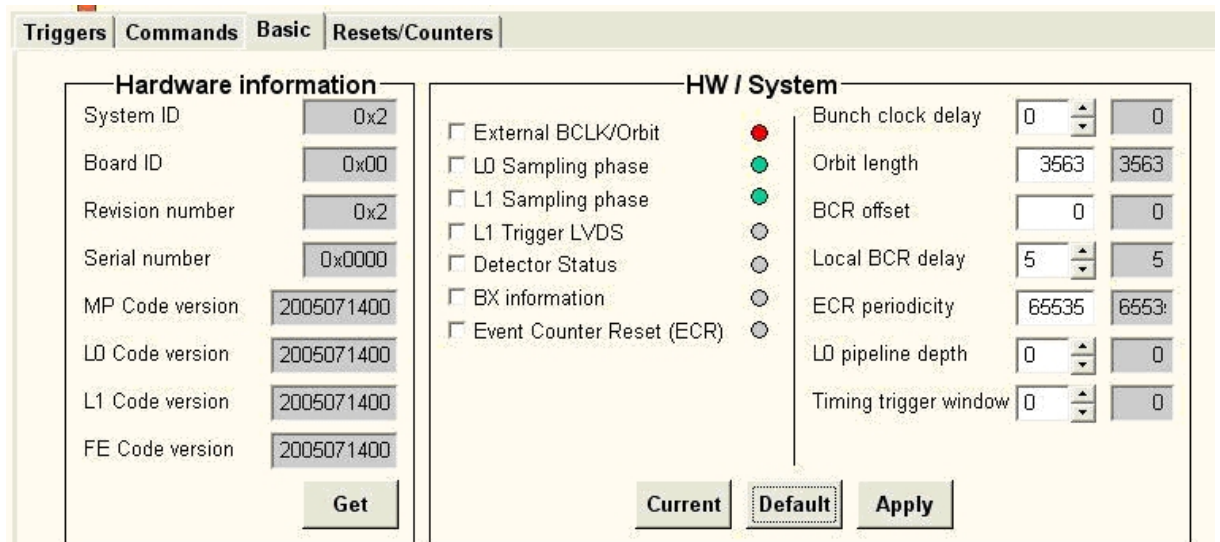 Triggers Commands Basic Resets/Counters
Hardware information
System ID 0x2
Board ID 0x00
Revision number 0x2
Serial number 0x0000
MP Code version 2005071400
L0 Code version 2005071400
L1 Code version 2005071400
FE Code version 2005071400
Get
HW / System
External BCLK/Orbit
L0 Sampling phase
L1 Sampling phase
L1 Trigger LVDS
Detector Status
BX information
Event Counter Reset (ECR)
Bunch clock delay 0 0
Orbit length 3563 3563
BCR offset 0 0
Local BCR delay 5 5
ECR periodicity 65535 6553
L0 pipeline depth 0 0
Timing trigger window 0 0
Current Default Apply